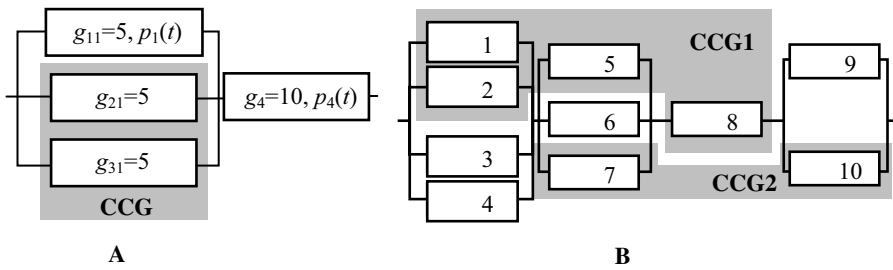 g11=5, p1(t)
g21=5
g31=5
CCG
g4=10, p4(t)
A
1
2
3
4
5
6
7
CCG1
8
CCG2
9
10
B